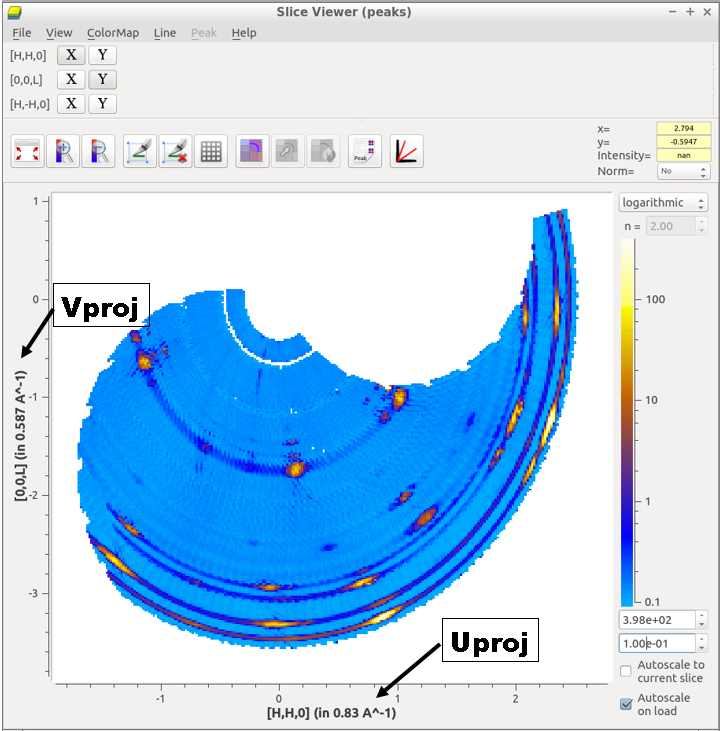 Slice Viewer (peaks)
File View ColorMap Line Peak Help
[H,H,0] X Y
[0,0,L] X Y
[H,-H,0] X Y
x= 2.794
y= -0.5947
Intensity= nan
Norm= No
Peak
logarithmic
n = 2.00
1
0
-1
-2
-3
Vproj
[0,0,L] (in 0.587 A^-1)
100
10
1
0.1
3.98e+02
1.00e-01
Autoscale to
current slice
Autoscale
on load
Uproj
-1 0 1 2
[H,H,0] (in 0.83 A^-1)